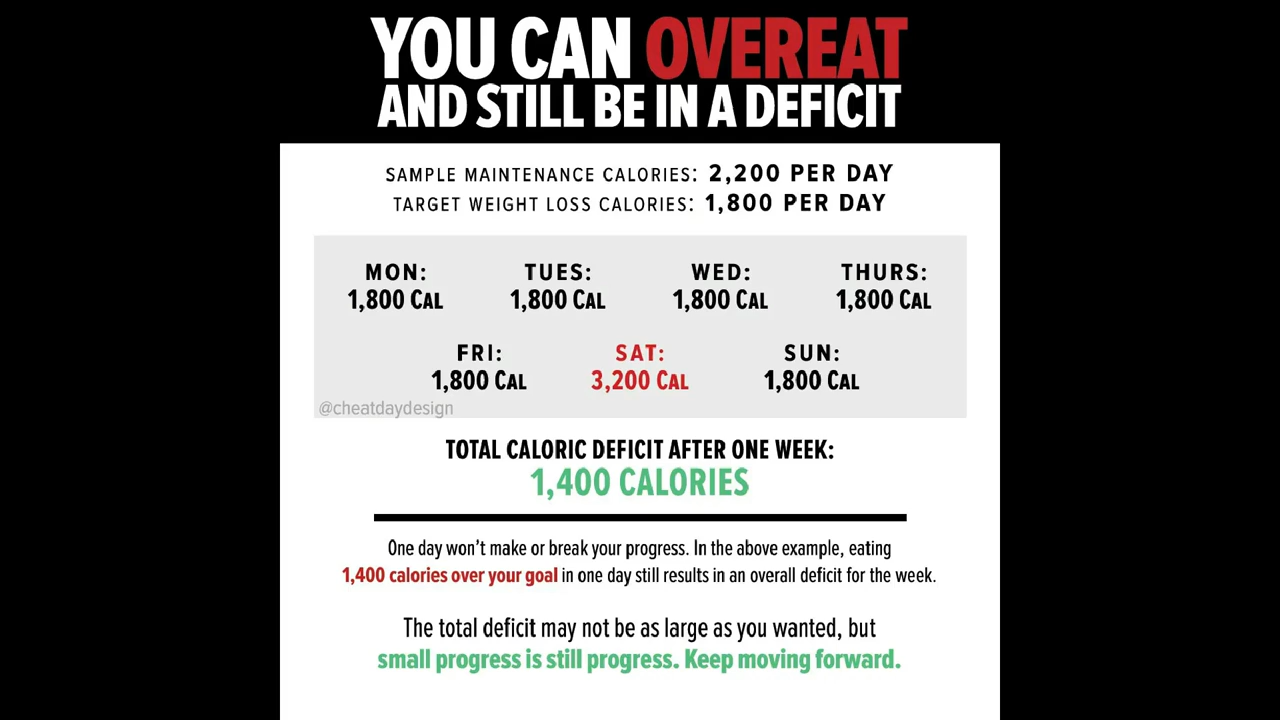 YOU CAN OVEREAT
AND STILL BE IN A DEFICIT
SAMPLE MAINTENANCE CALORIES: 2,200 PER DAY
TARGET WEIGHT LOSS CALORIES: 1,800 PER DAY
MON: TUES: WED: THURS:
1,800 CAL 1,800 CAL 1,800 CAL 1,800 CAL
FRI: SAT: SUN:
1,800 CAL 3,200 CAL 1,800 CAL
@cheatdaydesign
TOTAL CALORIC DEFICIT AFTER ONE WEEK:
1,400 CALORIES
One day won't make or break your progress. In the above example, eating
1,400 calories over your goal in one day still results in an overall deficit for the week.
The total deficit may not be as large as you wanted, but
small progress is still progress. Keep moving forward.